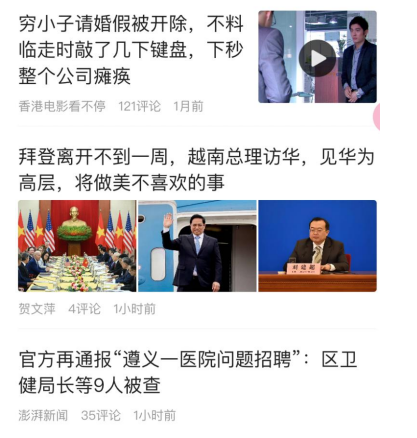 穷小子请婚假被开除，不料
临走时敲了几下键盘，下秒
整个公司瘫痪
香港电影看不停 121评论 1月前
拜登离开不到一周，越南总理访华，见华为
高层，将做美不喜欢的事
贺文萍 4评论 1小时前
官方再通报“遵义一医院问题招聘”：区卫
健局长等9人被查
澎湃新闻 35评论 1小时前